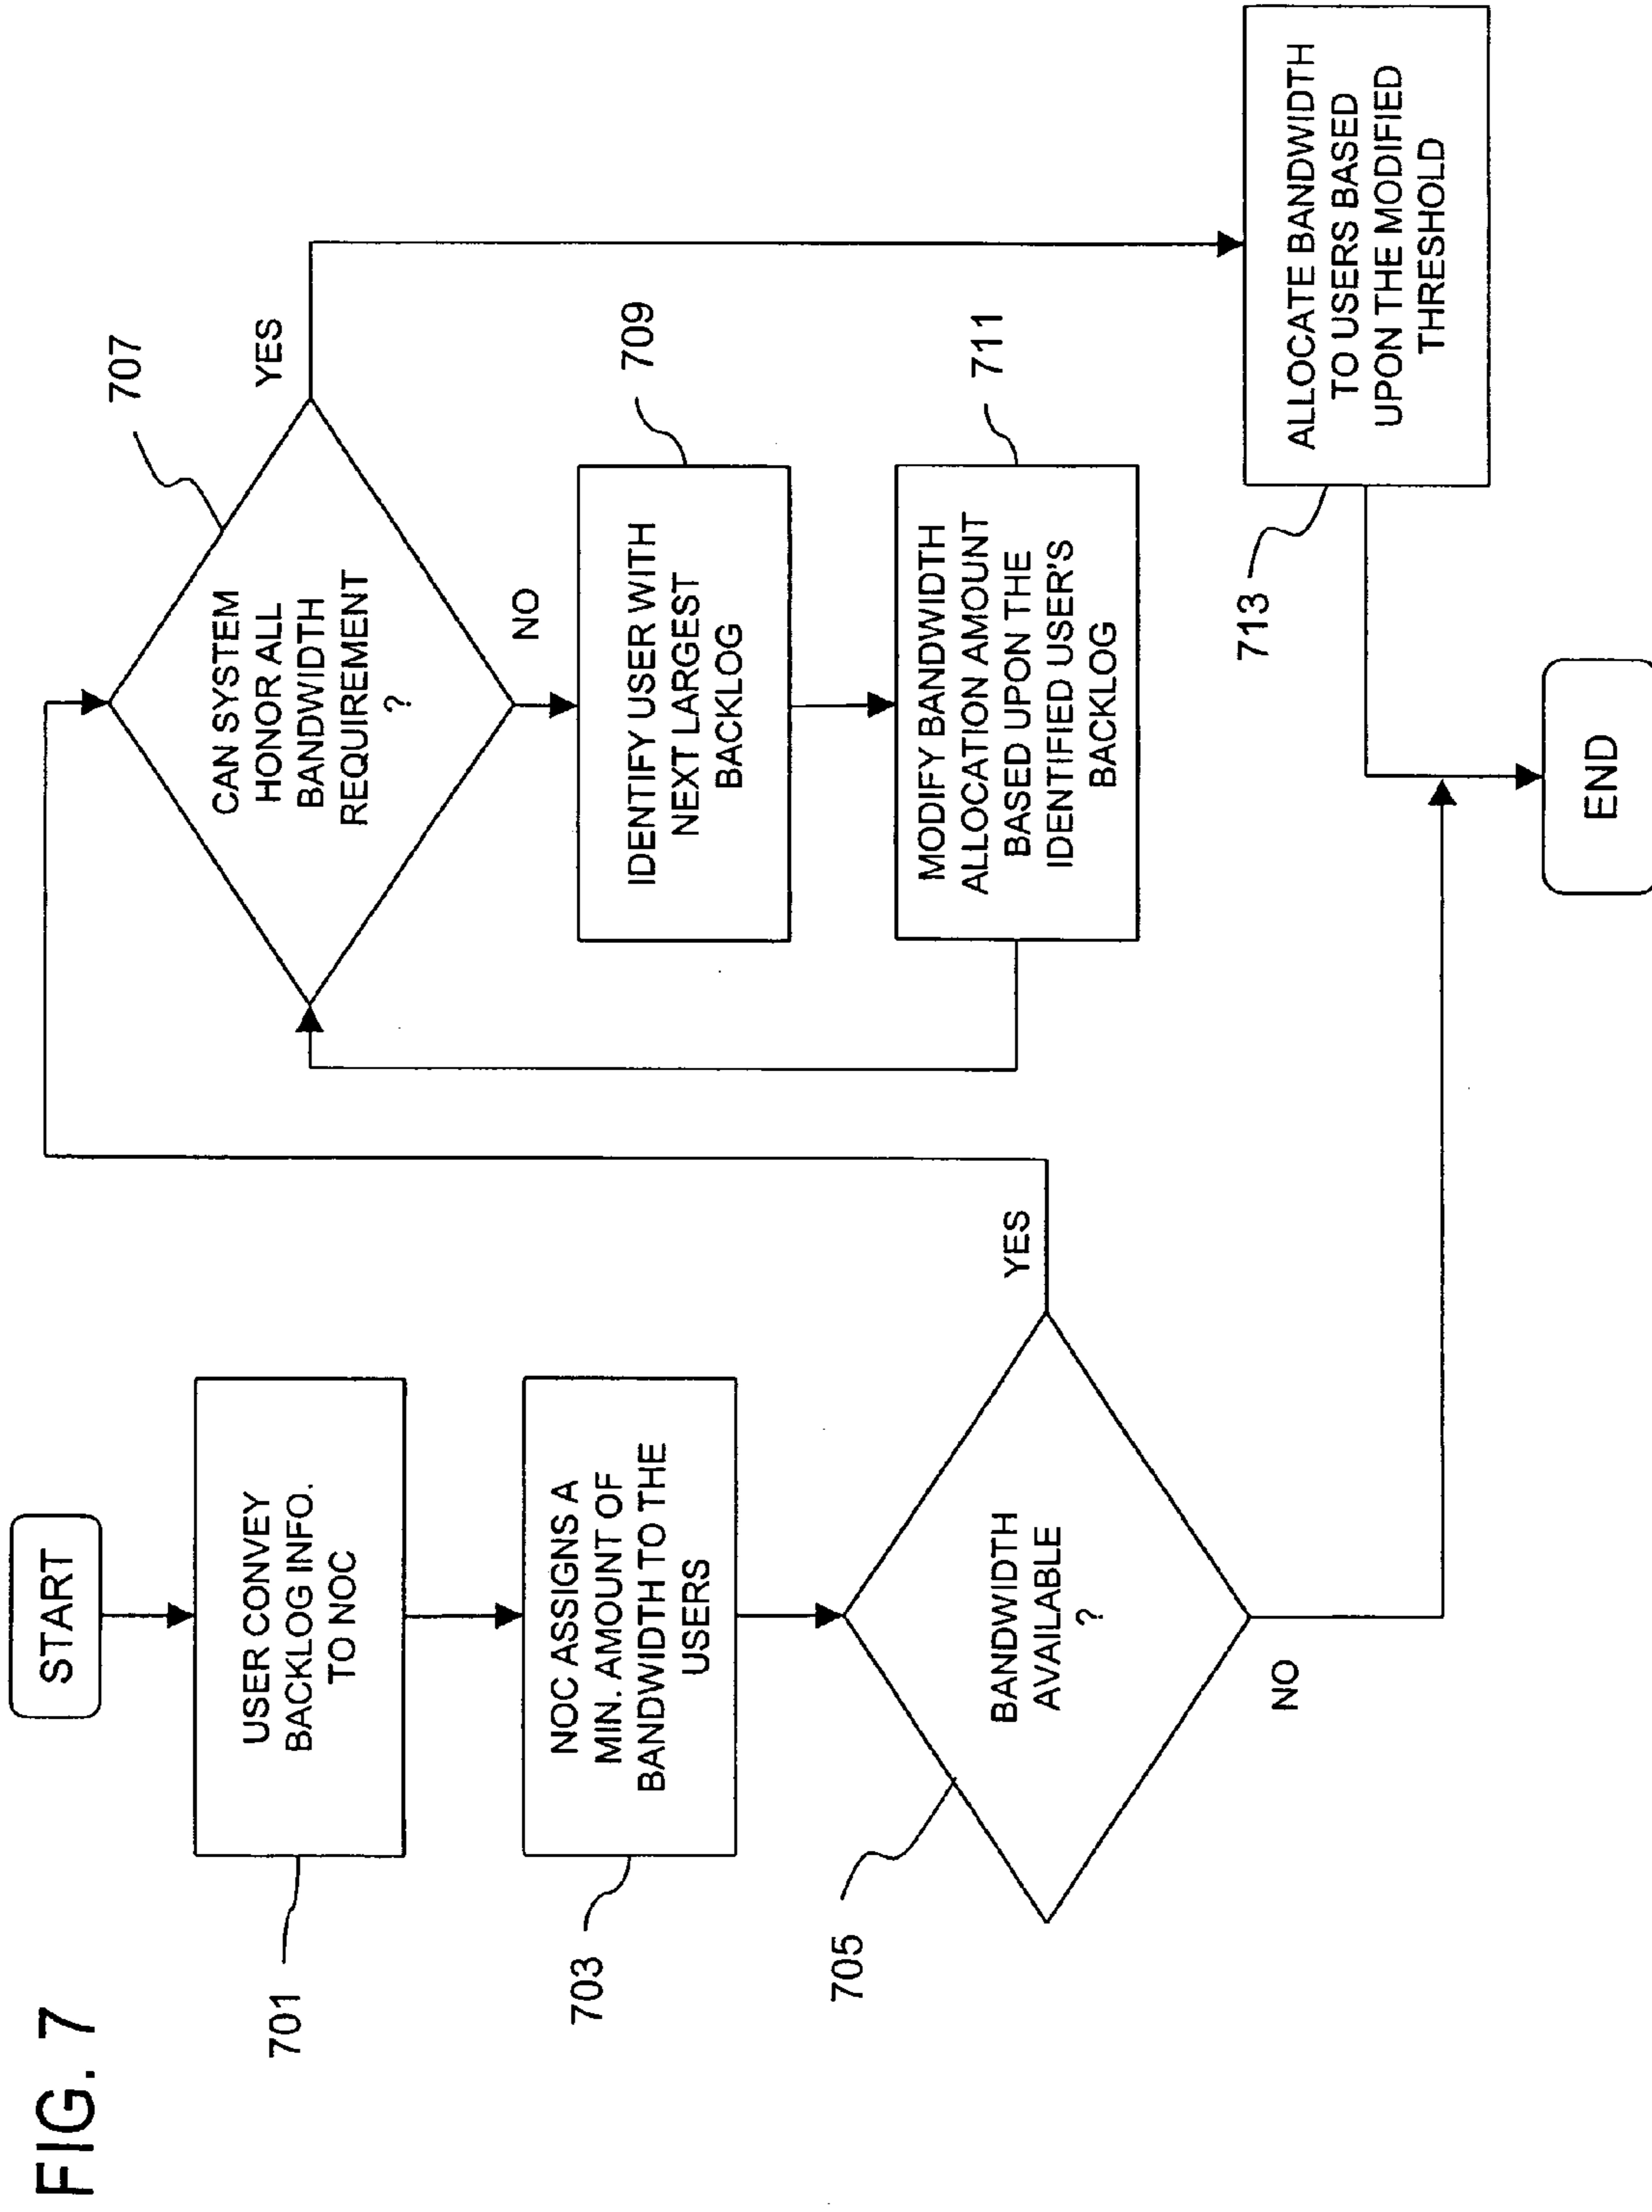 FIG. 7
START
701
USER CONVEY
BACKLOG INFO.
TO NOC
703
NOC ASSIGNS A
MIN. AMOUNT OF
BANDWIDTH TO THE
USERS
705
BANDWIDTH
AVAILABLE
?
YES
NO
707
CAN SYSTEM
HONOR ALL
BANDWIDTH
REQUIREMENT
?
YES
NO
709
IDENTIFY USER WITH
NEXT LARGEST
BACKLOG
711
MODIFY BANDWIDTH
ALLOCATION AMOUNT
BASED UPON THE
IDENTIFIED USER'S
BACKLOG
713
ALLOCATE BANDWIDTH
TO USERS BASED
UPON THE MODIFIED
THRESHOLD
END